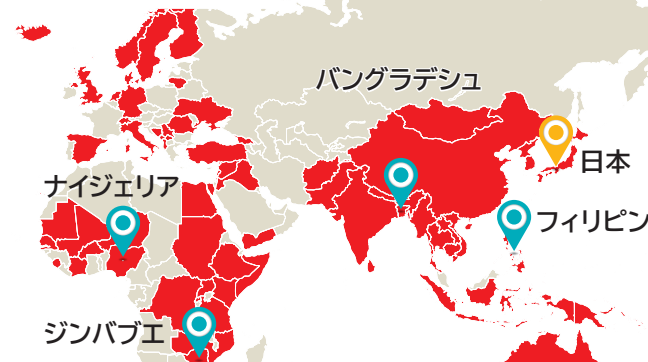 バングラデシュ
日本
ナイジェリア
フィリピン
ジンバブエ